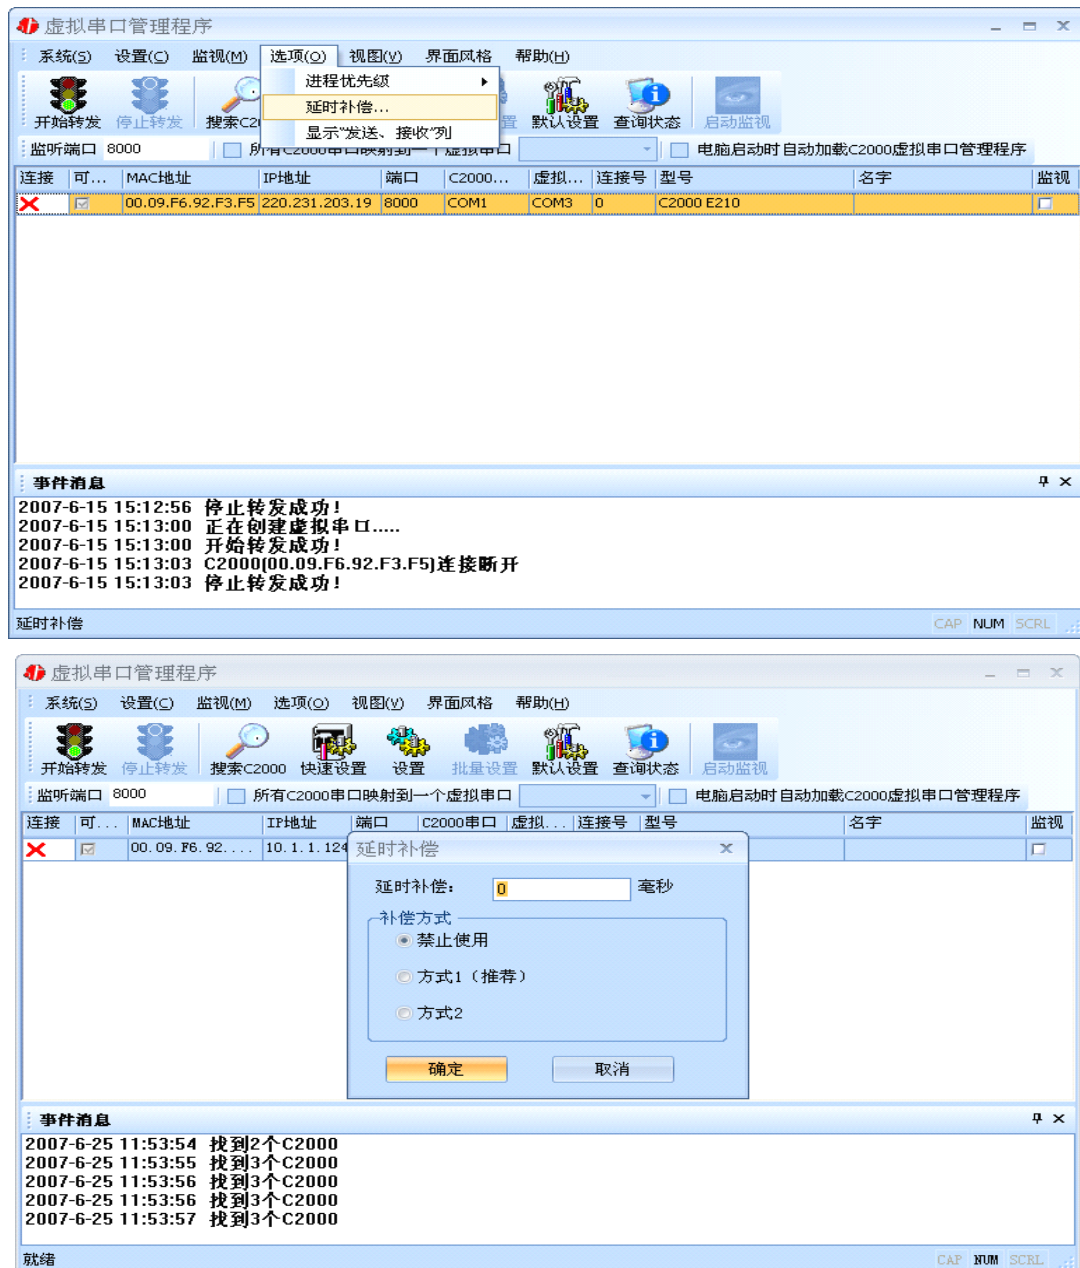 虚拟串口管理程序
系统(S) 设置(C) 监视(M) 选项(O) 视图(V) 界面风格 帮助(H)
进程优先级
延时补偿...
显示"发送、接收"列
开始转发 停止转发 搜索C2 置 默认设置 查询状态 启动监视
监听端口 8000 所有C2000串口映射到一个虚拟串口 电脑启动时自动加载C2000虚拟串口管理程序
连接 可... MAC地址 IP地址 端口 C2000... 虚拟... 连接号 型号 名字 监视
00.09.F6.92.F3.F5 220.231.203.19 8000 COM1 COM3 0 C2000 E210
事件消息
2007-6-15 15:12:56 停止转发成功!
2007-6-15 15:13:00 正在创建虚拟串口.....
2007-6-15 15:13:00 开始转发成功!
2007-6-15 15:13:03 C2000(00.09.F6.92.F3.F5)连接断开
2007-6-15 15:13:03 停止转发成功!
延时补偿 CAP NUM SCRL
虚拟串口管理程序
系统(S) 设置(C) 监视(M) 选项(O) 视图(V) 界面风格 帮助(H)
开始转发 停止转发 搜索C2000 快速设置 设置 批量设置 默认设置 查询状态 启动监视
监听端口 8000 所有C2000串口映射到一个虚拟串口 电脑启动时自动加载C2000虚拟串口管理程序
连接 可... MAC地址 IP地址 端口 C2000串口 虚拟... 连接号 型号 名字 监视
00.09.F6.92.... 10.1.1.124
延时补偿
延时补偿: 0 毫秒
补偿方式
禁止使用
方式1（推荐）
方式2
确定 取消
事件消息
2007-6-25 11:53:54 找到2个C2000
2007-6-25 11:53:55 找到3个C2000
2007-6-25 11:53:56 找到3个C2000
2007-6-25 11:53:56 找到3个C2000
2007-6-25 11:53:57 找到3个C2000
就绪 CAP NUM SCRL